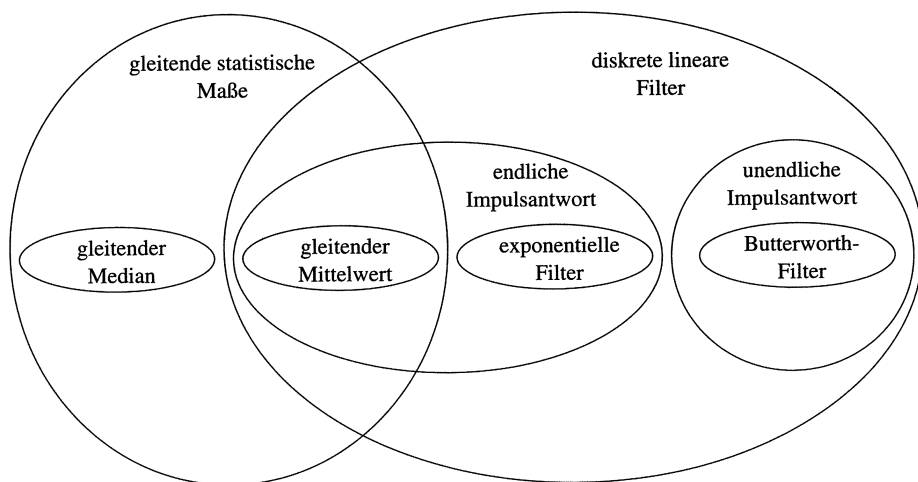 gleitende statistische
Maße
diskrete lineare
Filter
endliche
Impulsantwort
unendliche
Impulsantwort
gleitender
Median
gleitender
Mittelwert
exponentielle
Filter
Butterworth-
Filter